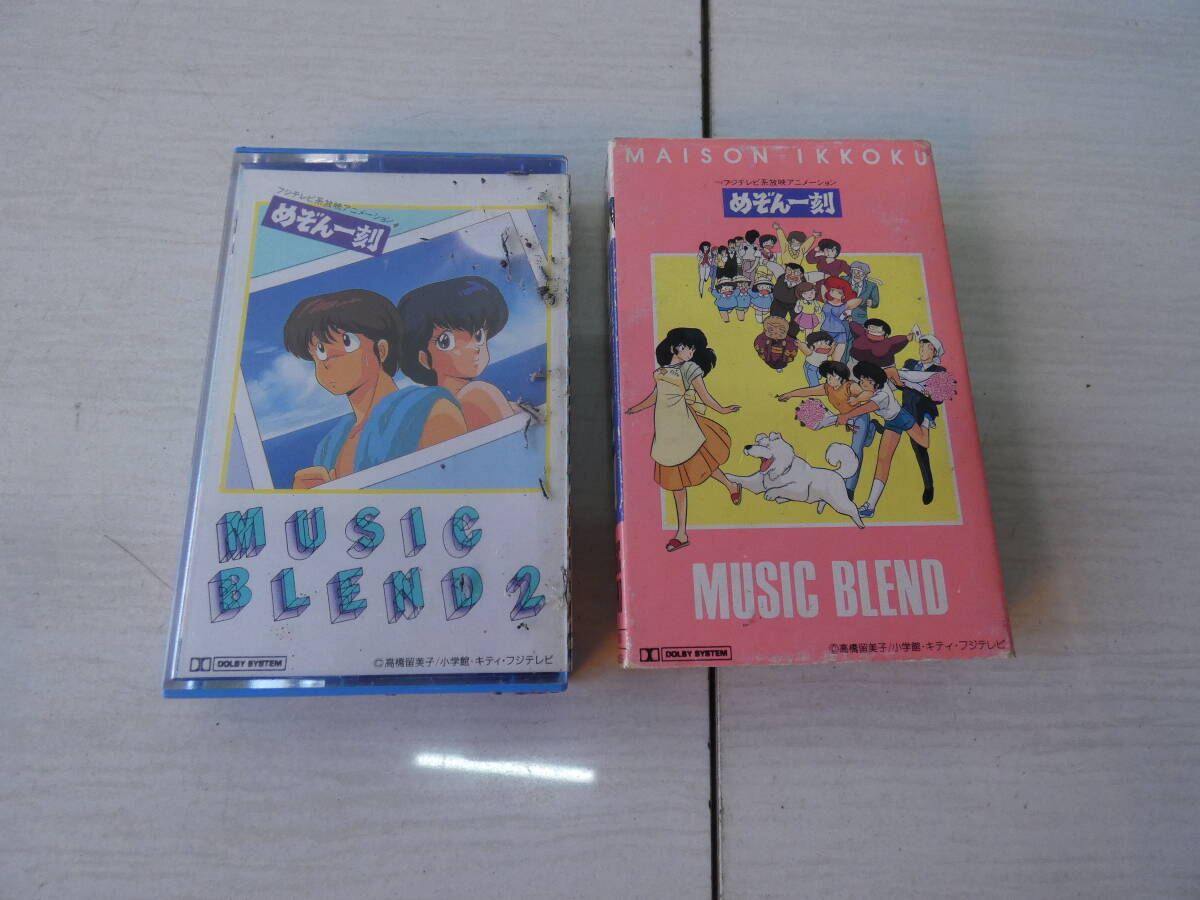 フジテレビ系放映アニメーション
めぞん一刻
MUSIC
BLEND 2
DOLBY SYSTEM
©高橋留美子/小学館・キティ・フジテレビ
MAISON IKKOKU
フジテレビ系放映アニメーション
めぞん一刻
MUSIC BLEND
DOLBY SYSTEM
©高橋留美子/小学館・キティ・フジテレビ